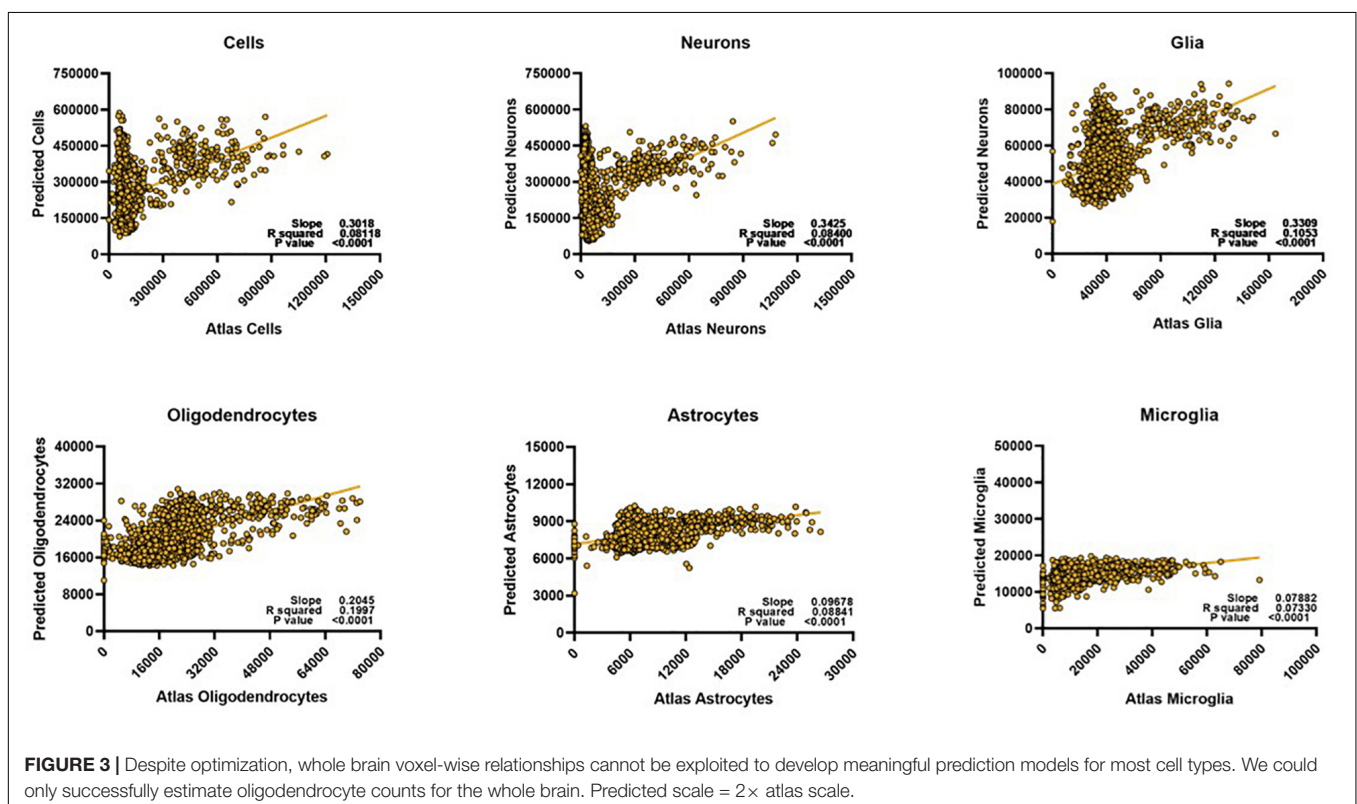 Cells
Predicted Cells
750000
600000
450000
300000
150000
0
0
300000
600000
900000
1200000
1500000
Slope 0.3018
R squared 0.08118
P value <0.0001
Atlas Cells
Neurons
Predicted Neurons
750000
600000
450000
300000
150000
0
0
300000
600000
900000
1200000
1500000
Slope 0.3425
R squared 0.08400
P value <0.0001
Atlas Neurons
Glia
Predicted Neurons
100000
80000
60000
40000
20000
0
0
40000
80000
120000
160000
200000
Slope 0.3309
R squared 0.1053
P value <0.0001
Atlas Glia
Oligodendrocytes
Predicted Oligodendrocytes
40000
32000
24000
16000
8000
0
0
16000
32000
48000
64000
80000
Slope 0.2045
R squared 0.1997
P value <0.0001
Atlas Oligodendrocytes
Astrocytes
Predicted Astrocytes
15000
12000
9000
6000
3000
0
0
6000
12000
18000
24000
30000
Slope 0.09678
R squared 0.08841
P value <0.0001
Atlas Astrocytes
Microglia
Predicted Microglia
50000
40000
30000
20000
10000
0
0
20000
40000
60000
80000
100000
Slope 0.07882
R squared 0.07330
P value <0.0001
Atlas Microglia
FIGURE 3 | Despite optimization, whole brain voxel-wise relationships cannot be exploited to develop meaningful prediction models for most cell types. We could
only successfully estimate oligodendrocyte counts for the whole brain. Predicted scale = 2× atlas scale.